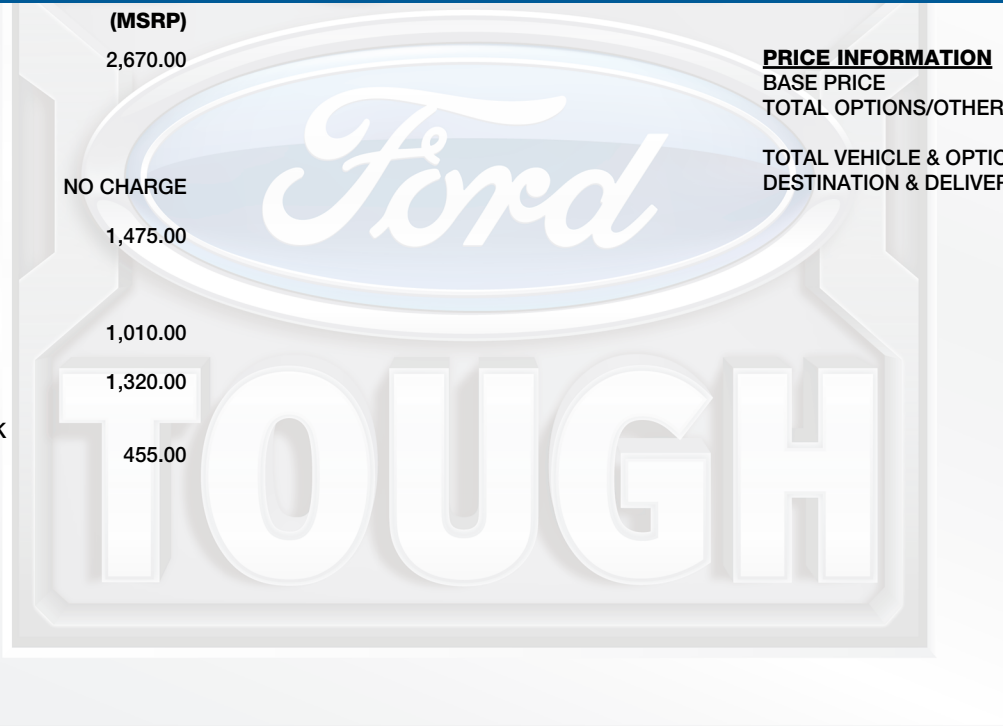 (MSRP)
2,670.00
NO CHARGE
1,475.00
1,010.00
1,320.00
K
455.00
PRICE INFORMATION
BASE PRICE
TOTAL OPTIONS/OTHER
TOTAL VEHICLE & OPTIO
DESTINATION & DELIVER
Ford
TOUGH